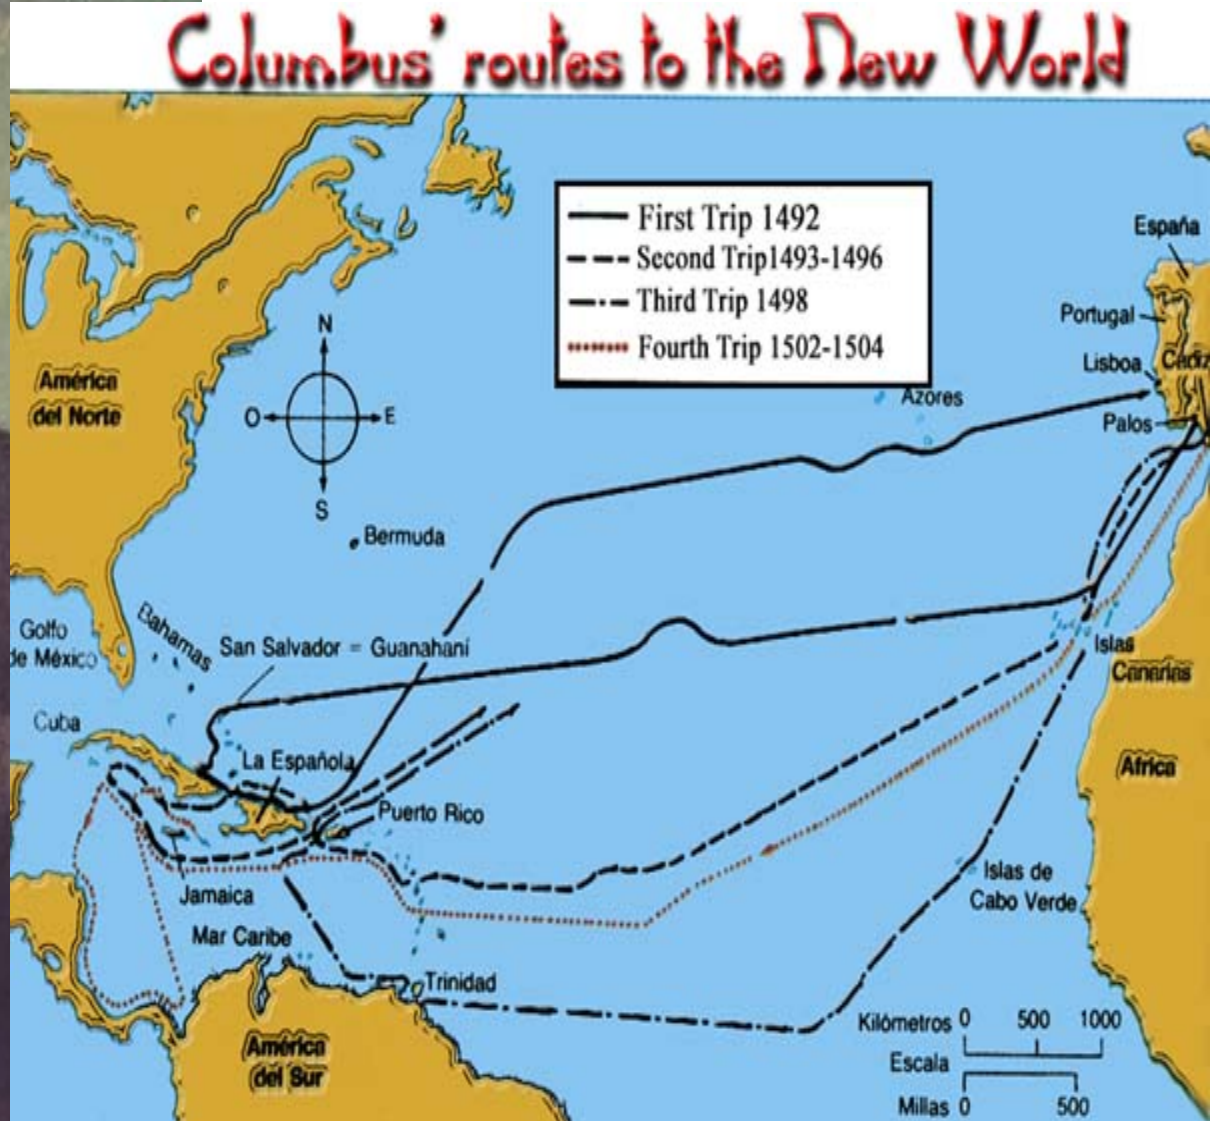 Columbus' routes to the New World
First Trip 1492
Second Trip1493-1496
Third Trip 1498
Fourth Trip 1502-1504
España
Portugal
Lisboa
Cádiz
Palos
Azores
América
del Norte
N
O
E
S
Bermuda
Golfo
de México
Bahamas
San Salvador = Guanahaní
Islas
Canarias
Cuba
La Española
Africa
Puerto Rico
Jamaica
Islas de
Cabo Verde
Mar Caribe
Trinidad
América
del Sur
Kilómetros 0 500 1000
Escala
Millas 0 500